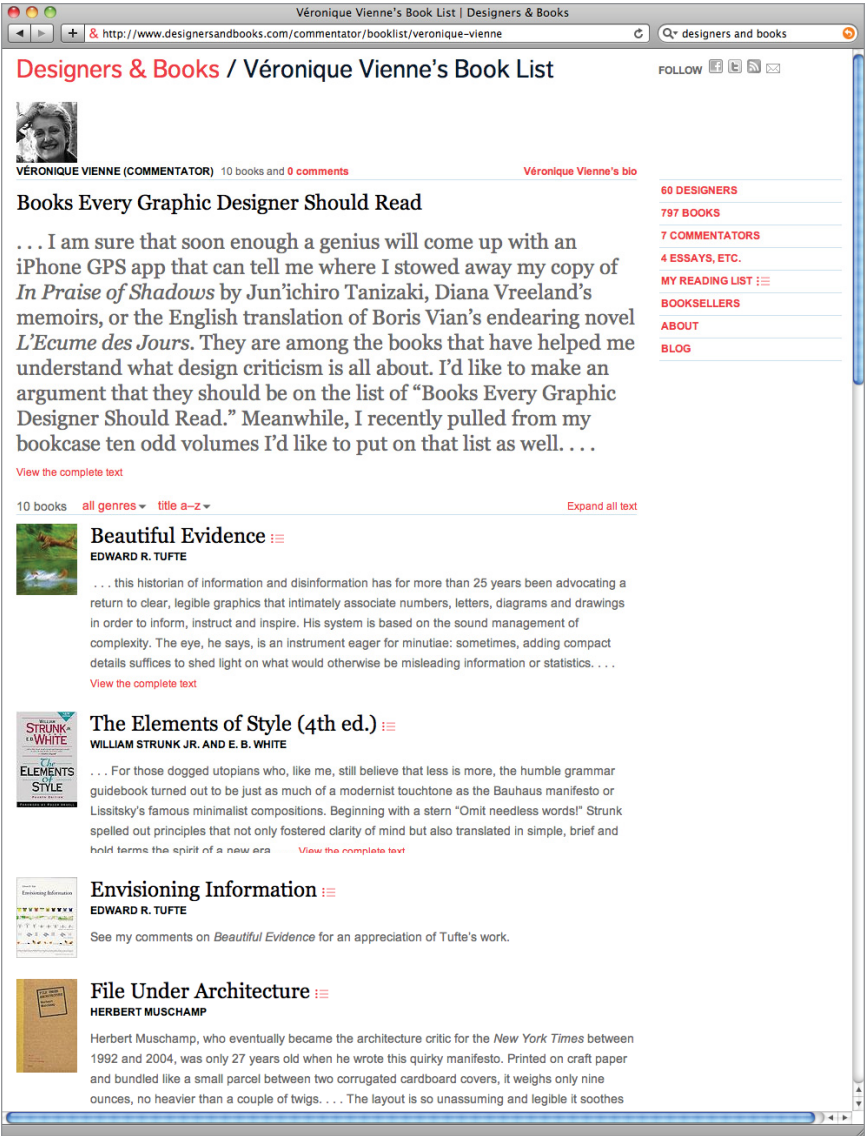 Véronique Vienne’s Book List | Designers & Books
& http://www.designersandbooks.com/commentator/booklist/veronique-vienne
designers and books
Designers & Books / Véronique Vienne’s Book List
FOLLOW
VÉRONIQUE VIENNE (COMMENTATOR) 10 books and 0 comments
Véronique Vienne’s bio
60 DESIGNERS
797 BOOKS
7 COMMENTATORS
4 ESSAYS, ETC.
MY READING LIST
BOOKSELLERS
ABOUT
BLOG
Books Every Graphic Designer Should Read
. . . I am sure that soon enough a genius will come up with an
iPhone GPS app that can tell me where I stowed away my copy of
In Praise of Shadows by Jun’ichiro Tanizaki, Diana Vreeland’s
memoirs, or the English translation of Boris Vian’s endearing novel
L’Ecume des Jours. They are among the books that have helped me
understand what design criticism is all about. I’d like to make an
argument that they should be on the list of “Books Every Graphic
Designer Should Read.” Meanwhile, I recently pulled from my
bookcase ten odd volumes I’d like to put on that list as well. . . .
View the complete text
10 books all genres title a–z
Expand all text
Beautiful Evidence
EDWARD R. TUFTE
. . . this historian of information and disinformation has for more than 25 years been advocating a
return to clear, legible graphics that intimately associate numbers, letters, diagrams and drawings
in order to inform, instruct and inspire. His system is based on the sound management of
complexity. The eye, he says, is an instrument eager for minutiae: sometimes, adding compact
details suffices to shed light on what would otherwise be misleading information or statistics. . . .
View the complete text
WILLIAM
STRUNK JR.
E.B. WHITE
The
ELEMENTS
of
STYLE
The Elements of Style (4th ed.)
WILLIAM STRUNK JR. AND E. B. WHITE
. . . For those dogged utopians who, like me, still believe that less is more, the humble grammar
guidebook turned out to be just as much of a modernist touchtone as the Bauhaus manifesto or
Lissitsky’s famous minimalist compositions. Beginning with a stern “Omit needless words!” Strunk
spelled out principles that not only fostered clarity of mind but also translated in simple, brief and
bold terms the spirit of a new era. . . . View the complete text
Envisioning Information
Envisioning Information
EDWARD R. TUFTE
See my comments on Beautiful Evidence for an appreciation of Tufte’s work.
File Under Architecture
HERBERT MUSCHAMP
Herbert Muschamp, who eventually became the architecture critic for the New York Times between
1992 and 2004, was only 27 years old when he wrote this quirky manifesto. Printed on craft paper
and bundled like a small parcel between two corrugated cardboard covers, it weighs only nine
ounces, no heavier than a couple of twigs. . . . The layout is so unassuming and legible it soothes